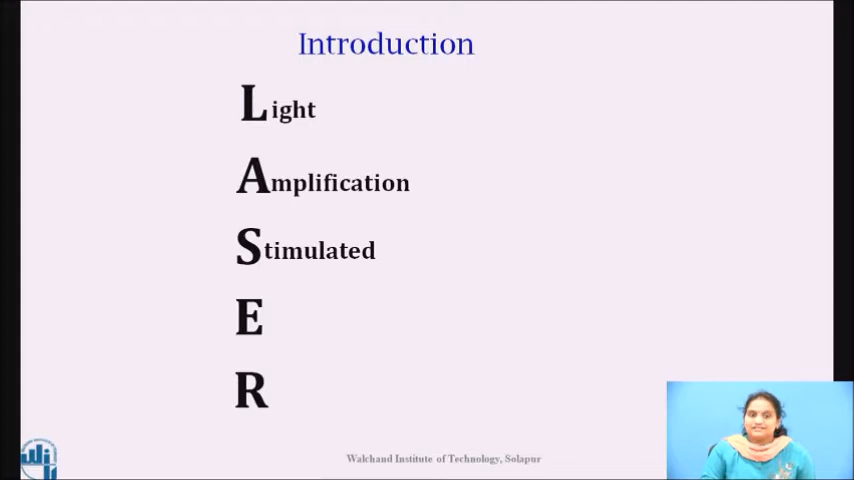 Introduction
Light
Amplification
Stimulated
E
R
Walchand Institute of Technology, Solapur